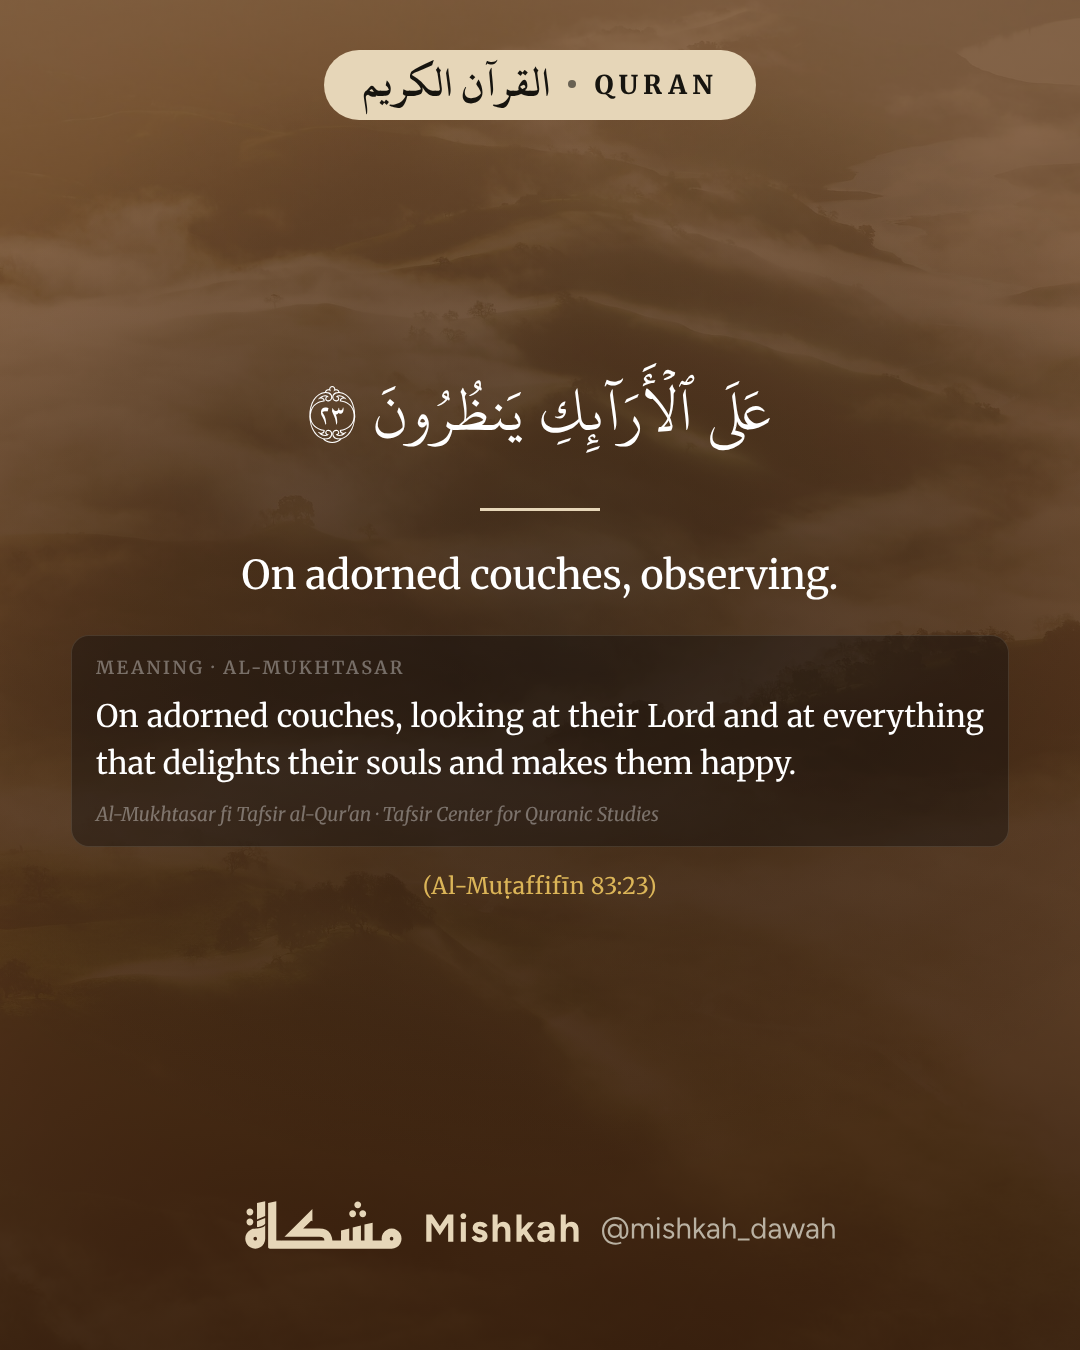 القرآن الكريم • QURAN
عَلَى ٱلْأَرَآئِكِ يَنظُرُونَ ٢٣
On adorned couches, observing.
MEANING · AL-MUKHTASAR
On adorned couches, looking at their Lord and at everything
that delights their souls and makes them happy.
Al-Mukhtasar fi Tafsir al-Qur'an · Tafsir Center for Quranic Studies
(Al-Muṭaffifīn 83:23)
مشكاة Mishkah @mishkah_dawah